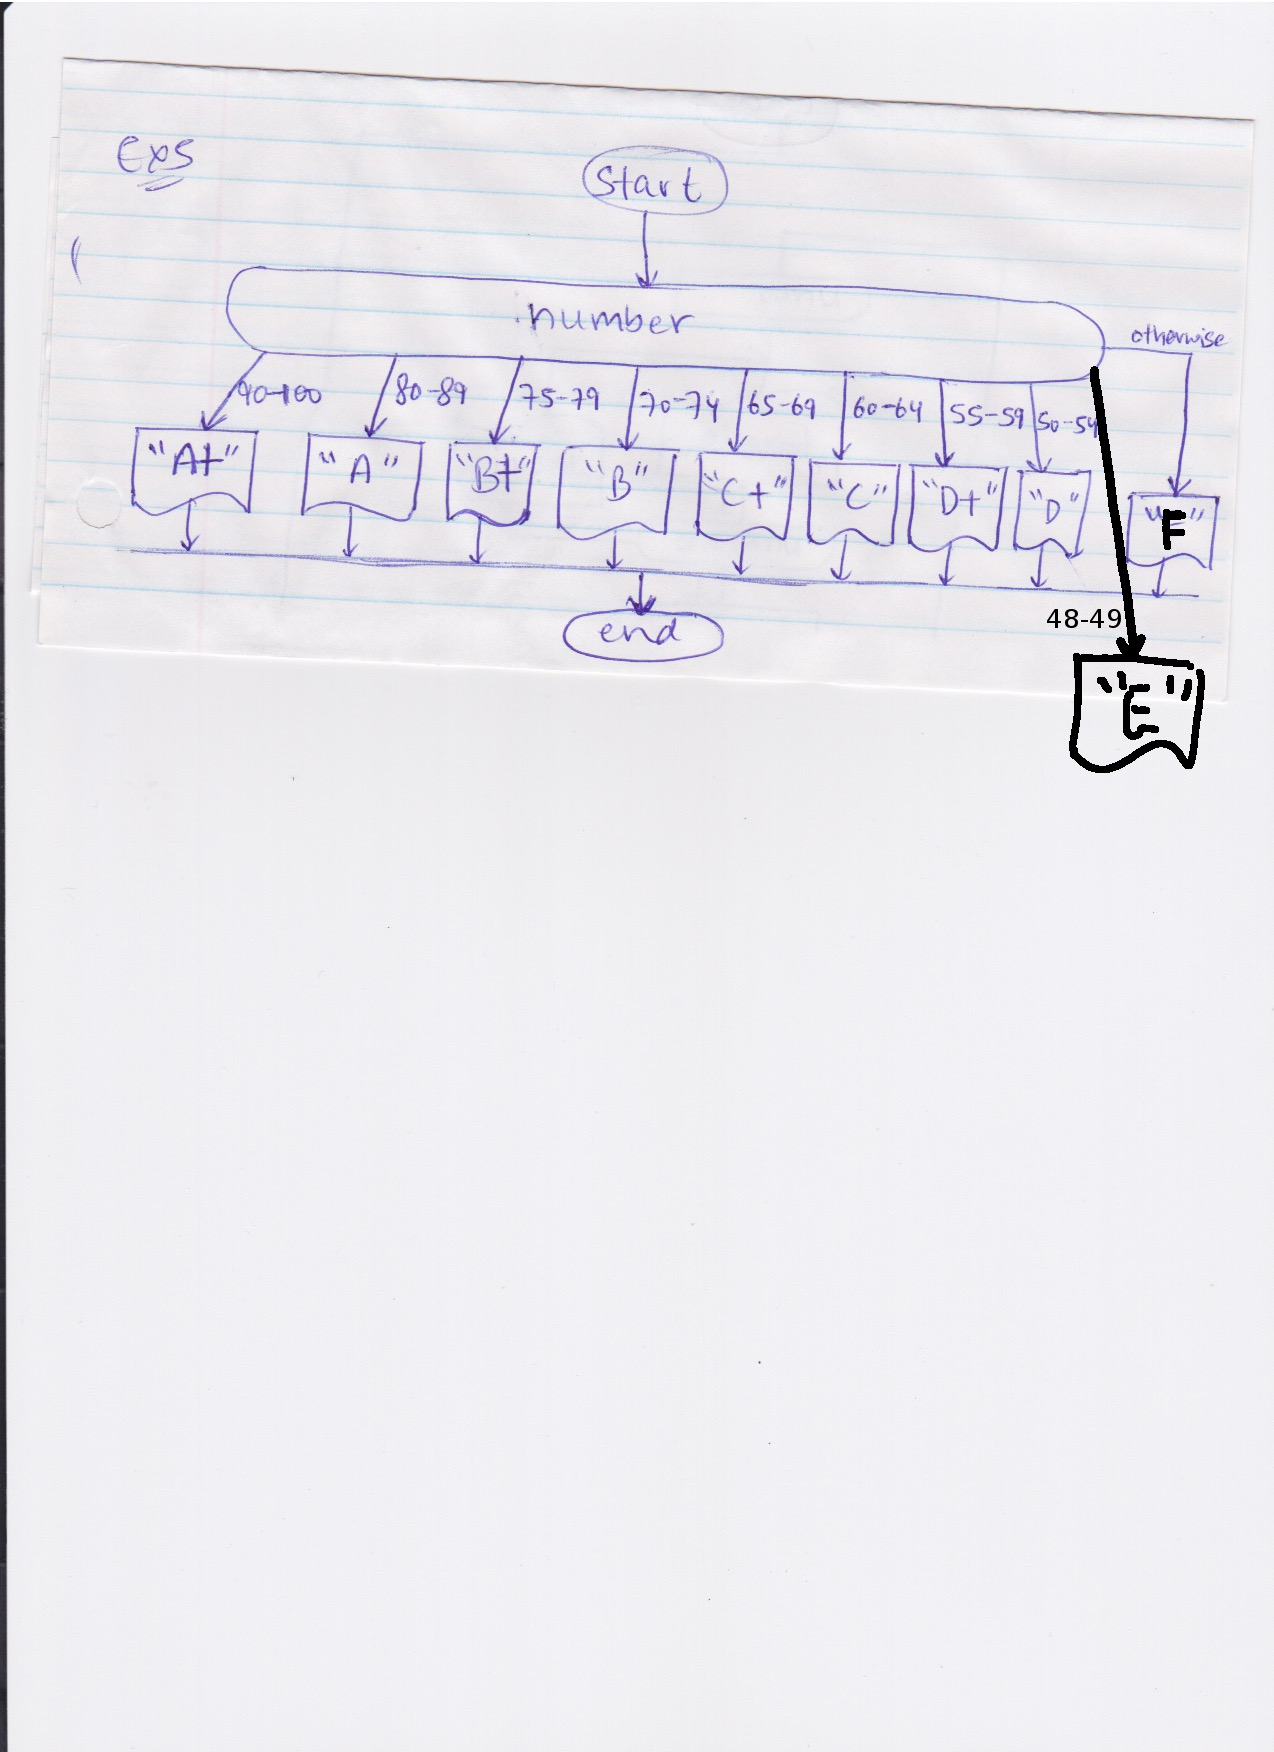 Ex5
Start
number
otherwise
90-100
80-89
75-79
70-74
65-69
60-64
55-59
50-54
"A+"
"A"
"B+"
"B"
"C+"
"C"
"D+"
"D"
"F"
48-49
end
"E"